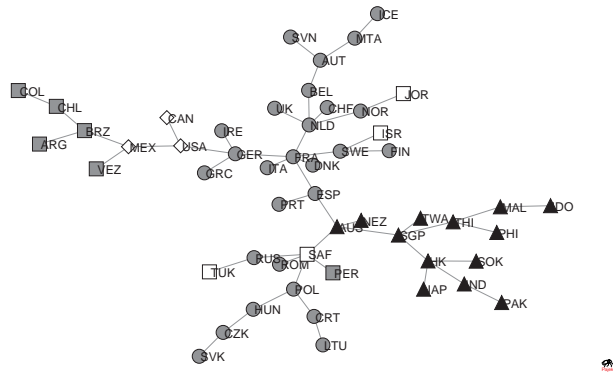 ICE
SVN
MTA
AUT
COL
BEL
JOR
CHL
UK
CHF
NOR
CAN
NLD
BRZ
IRE
ISR
ARG
MEX
USA
GER
FRA
SWE
FIN
VEZ
GRC
ITA
DNK
ESP
PRT
MAL
IDO
AUS
NEZ
TWA
THI
SGP
PHI
SAF
RUS
ROM
TUK
PER
HK
SOK
POL
JAP
IND
HUN
CRT
PAK
CZK
SVK
LTU